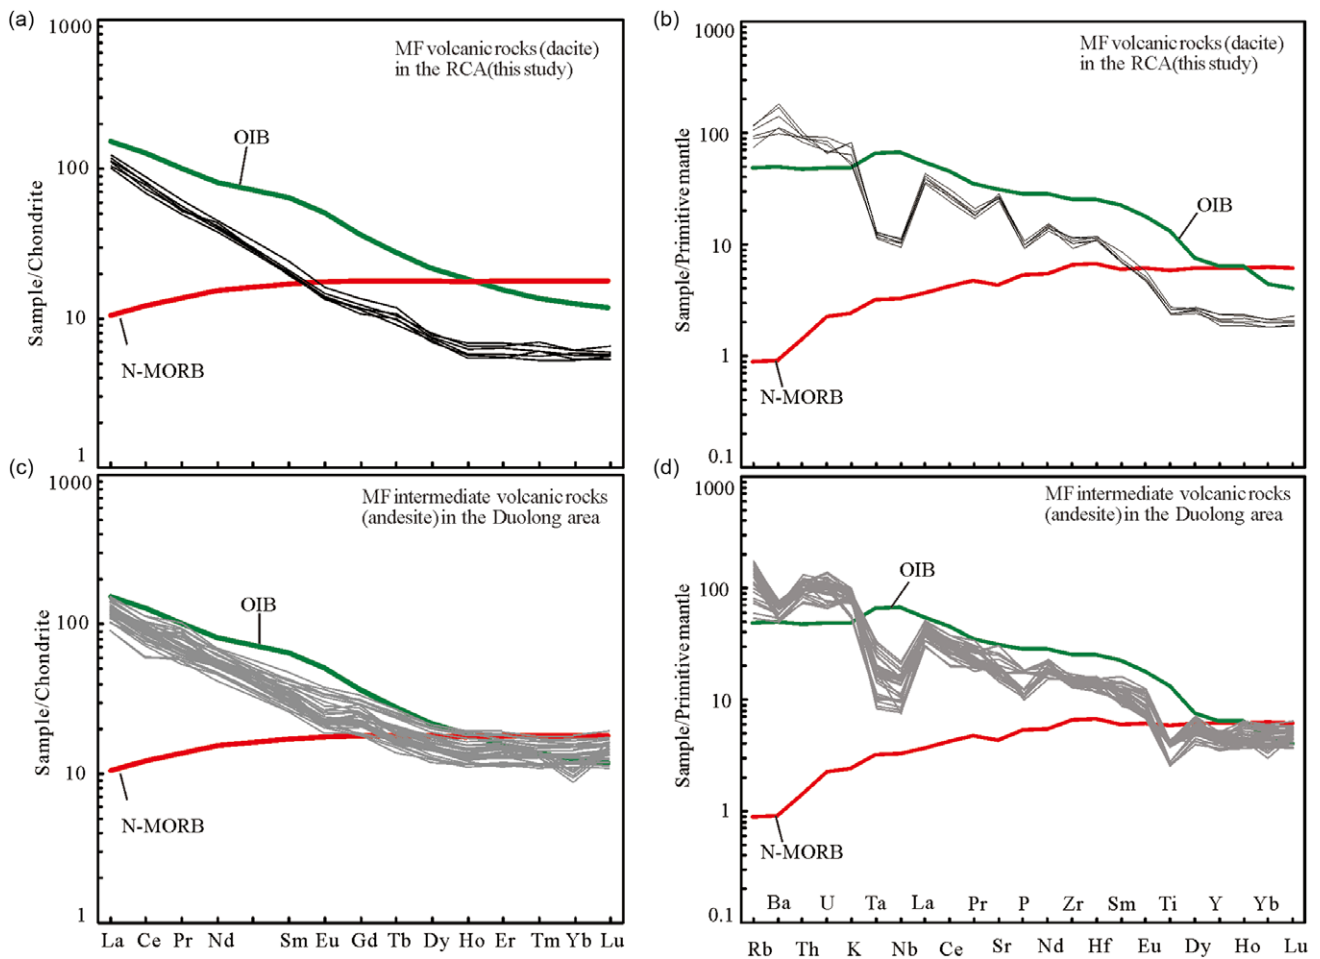 (a)
1000
100
10
1
Sample/Chondrite
MF volcanic rocks (dacite)
in the RCA(this study)
OIB
N-MORB
(b)
1000
100
10
1
0.1
Sample/Primitive mantle
MF volcanic rocks (dacite)
in the RCA(this study)
OIB
N-MORB
(c)
1000
100
10
1
Sample/Chondrite
MF intermediate volcanic rocks
(andesite) in the Duolong area
OIB
N-MORB
La Ce Pr Nd Sm Eu Gd Tb Dy Ho Er Tm Yb Lu
(d)
1000
100
10
1
0.1
Sample/Primitive mantle
MF intermediate volcanic rocks
(andesite) in the Duolong area
OIB
N-MORB
Ba U Ta La Pr P Zr Sm Ti Y Yb
Rb Th K Nb Ce Sr Nd Hf Eu Dy Ho Lu